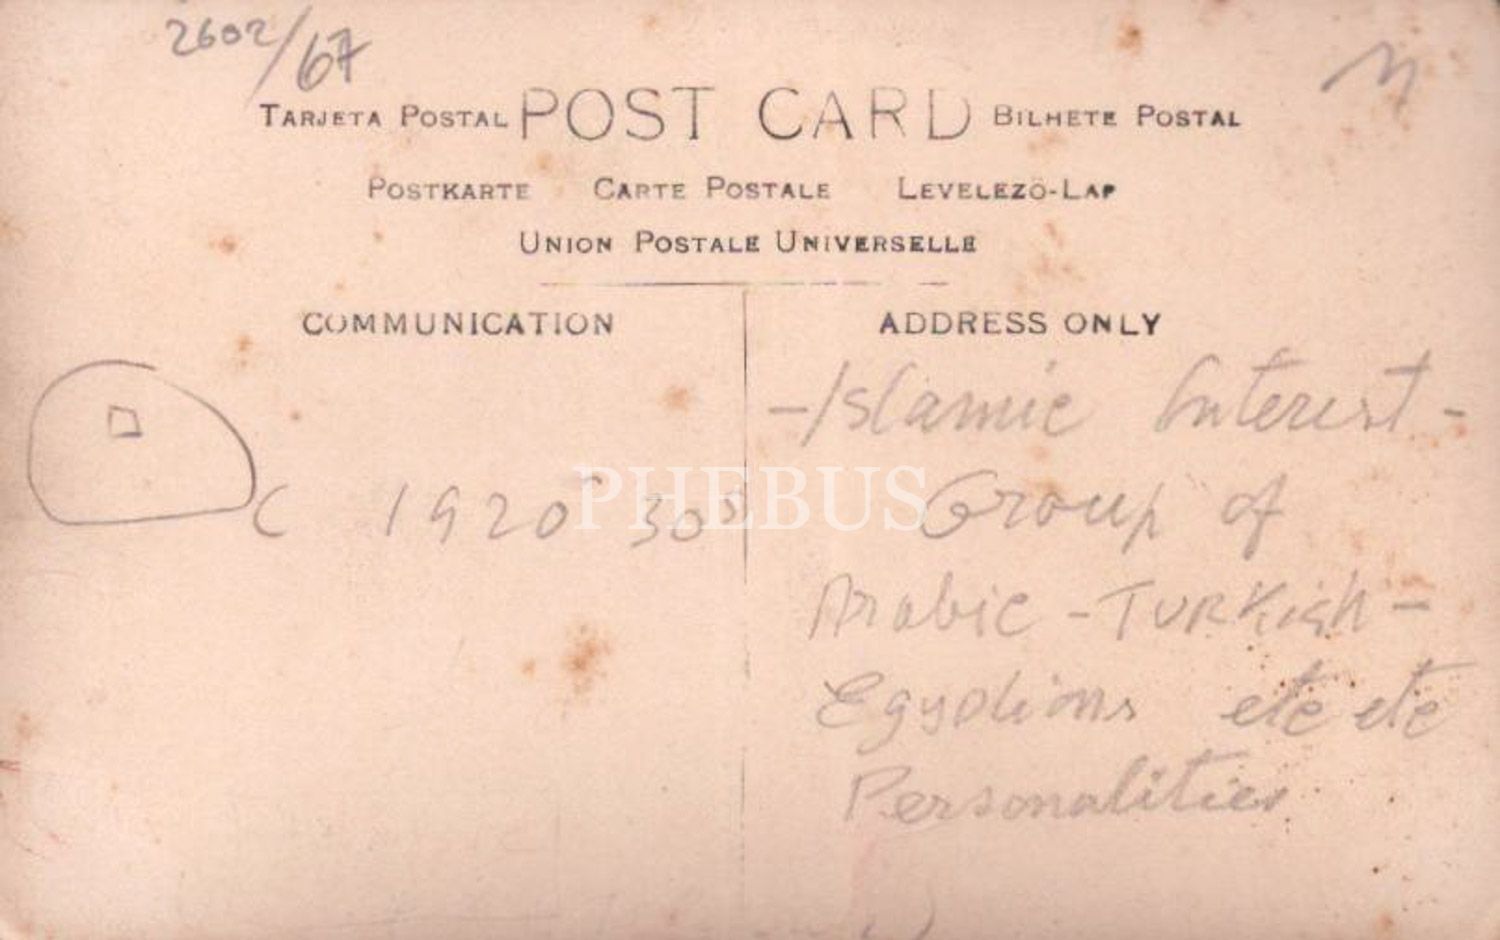 2602/67
TARJETA POSTAL POST CARD BILHETE POSTAL
POSTKARTE CARTE POSTALE LEVELEZÖ-LAP
UNION POSTALE UNIVERSELLE
COMMUNICATION
C 1920s 30s
ADDRESS ONLY
- Islamic Interest -
Group of
Arabic - TURKish -
Egyptians etc etc
Personalities
PHEBUS